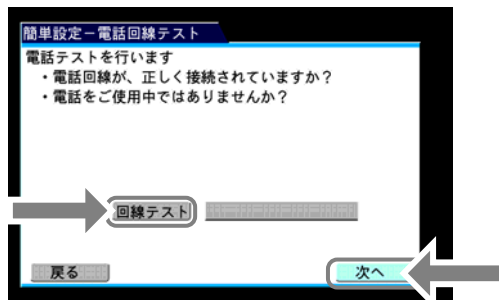 簡単設定－電話回線テスト
電話テストを行います
・電話回線が、正しく接続されていますか？
・電話をご使用中ではありませんか？
回線テスト
戻る
次へ